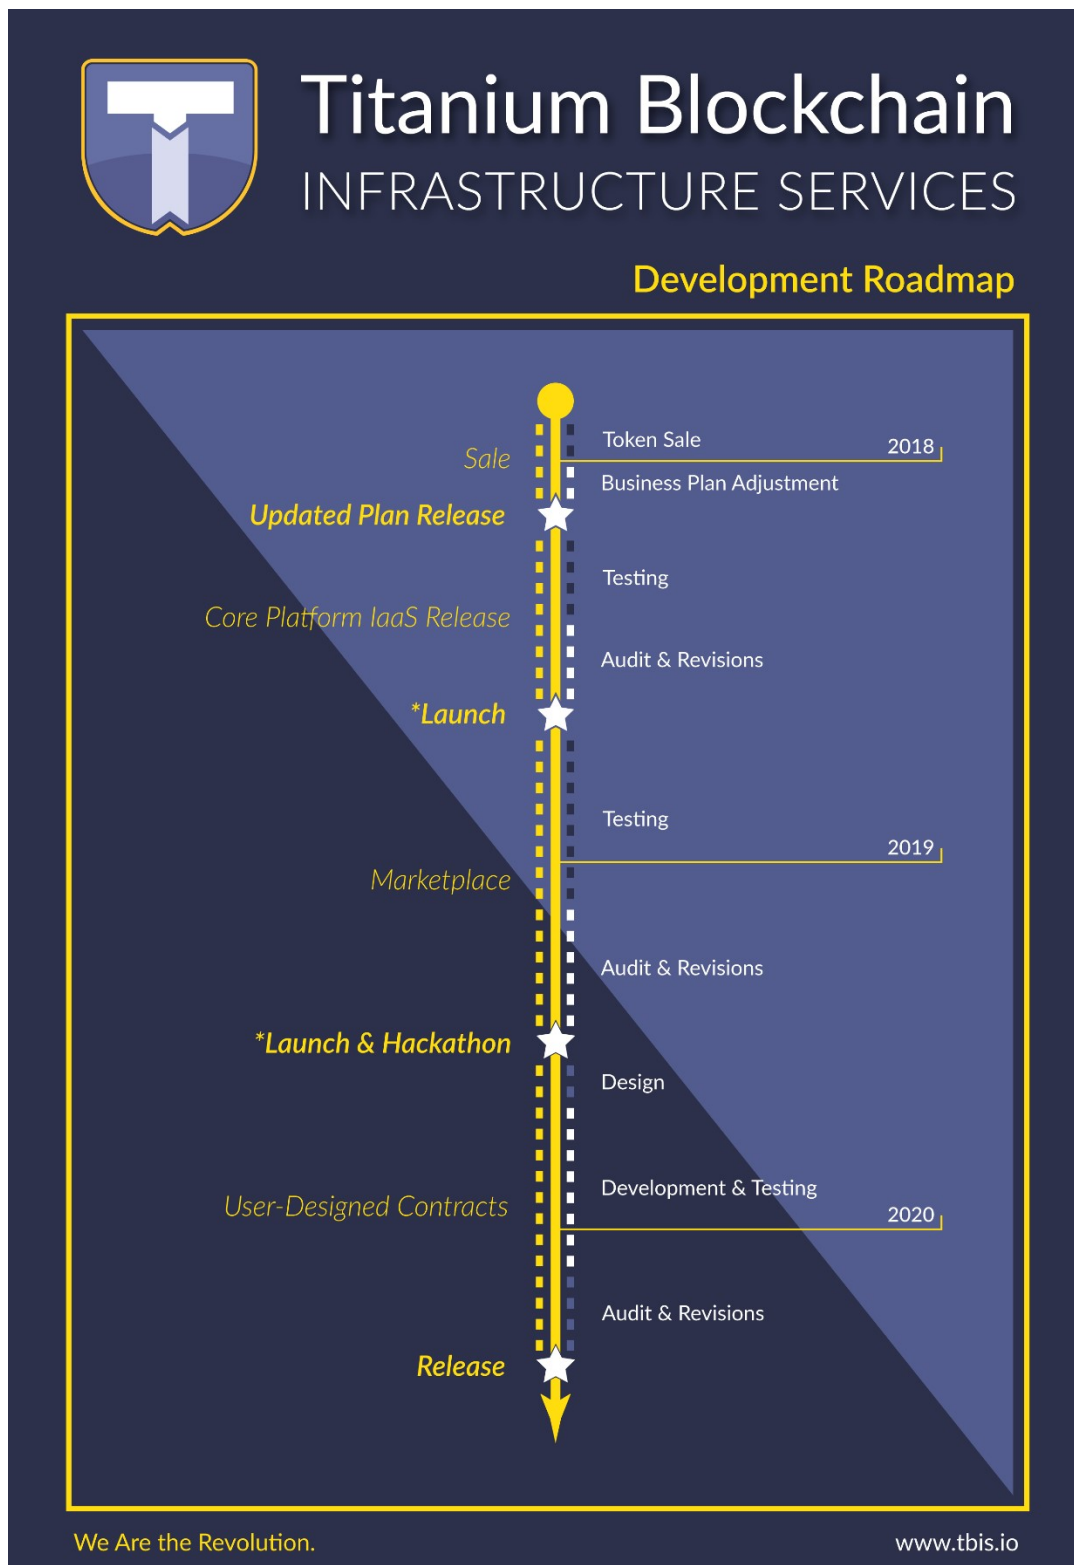 Titanium Blockchain
INFRASTRUCTURE SERVICES
Development Roadmap
Token Sale
2018
Sale
Business Plan Adjustment
Updated Plan Release
Testing
Core Platform IaaS Release
Audit & Revisions
*Launch
Testing
2019
Marketplace
Audit & Revisions
*Launch & Hackathon
Design
Development & Testing
User-Designed Contracts
2020
Audit & Revisions
Release
We Are the Revolution.
www.tbis.io